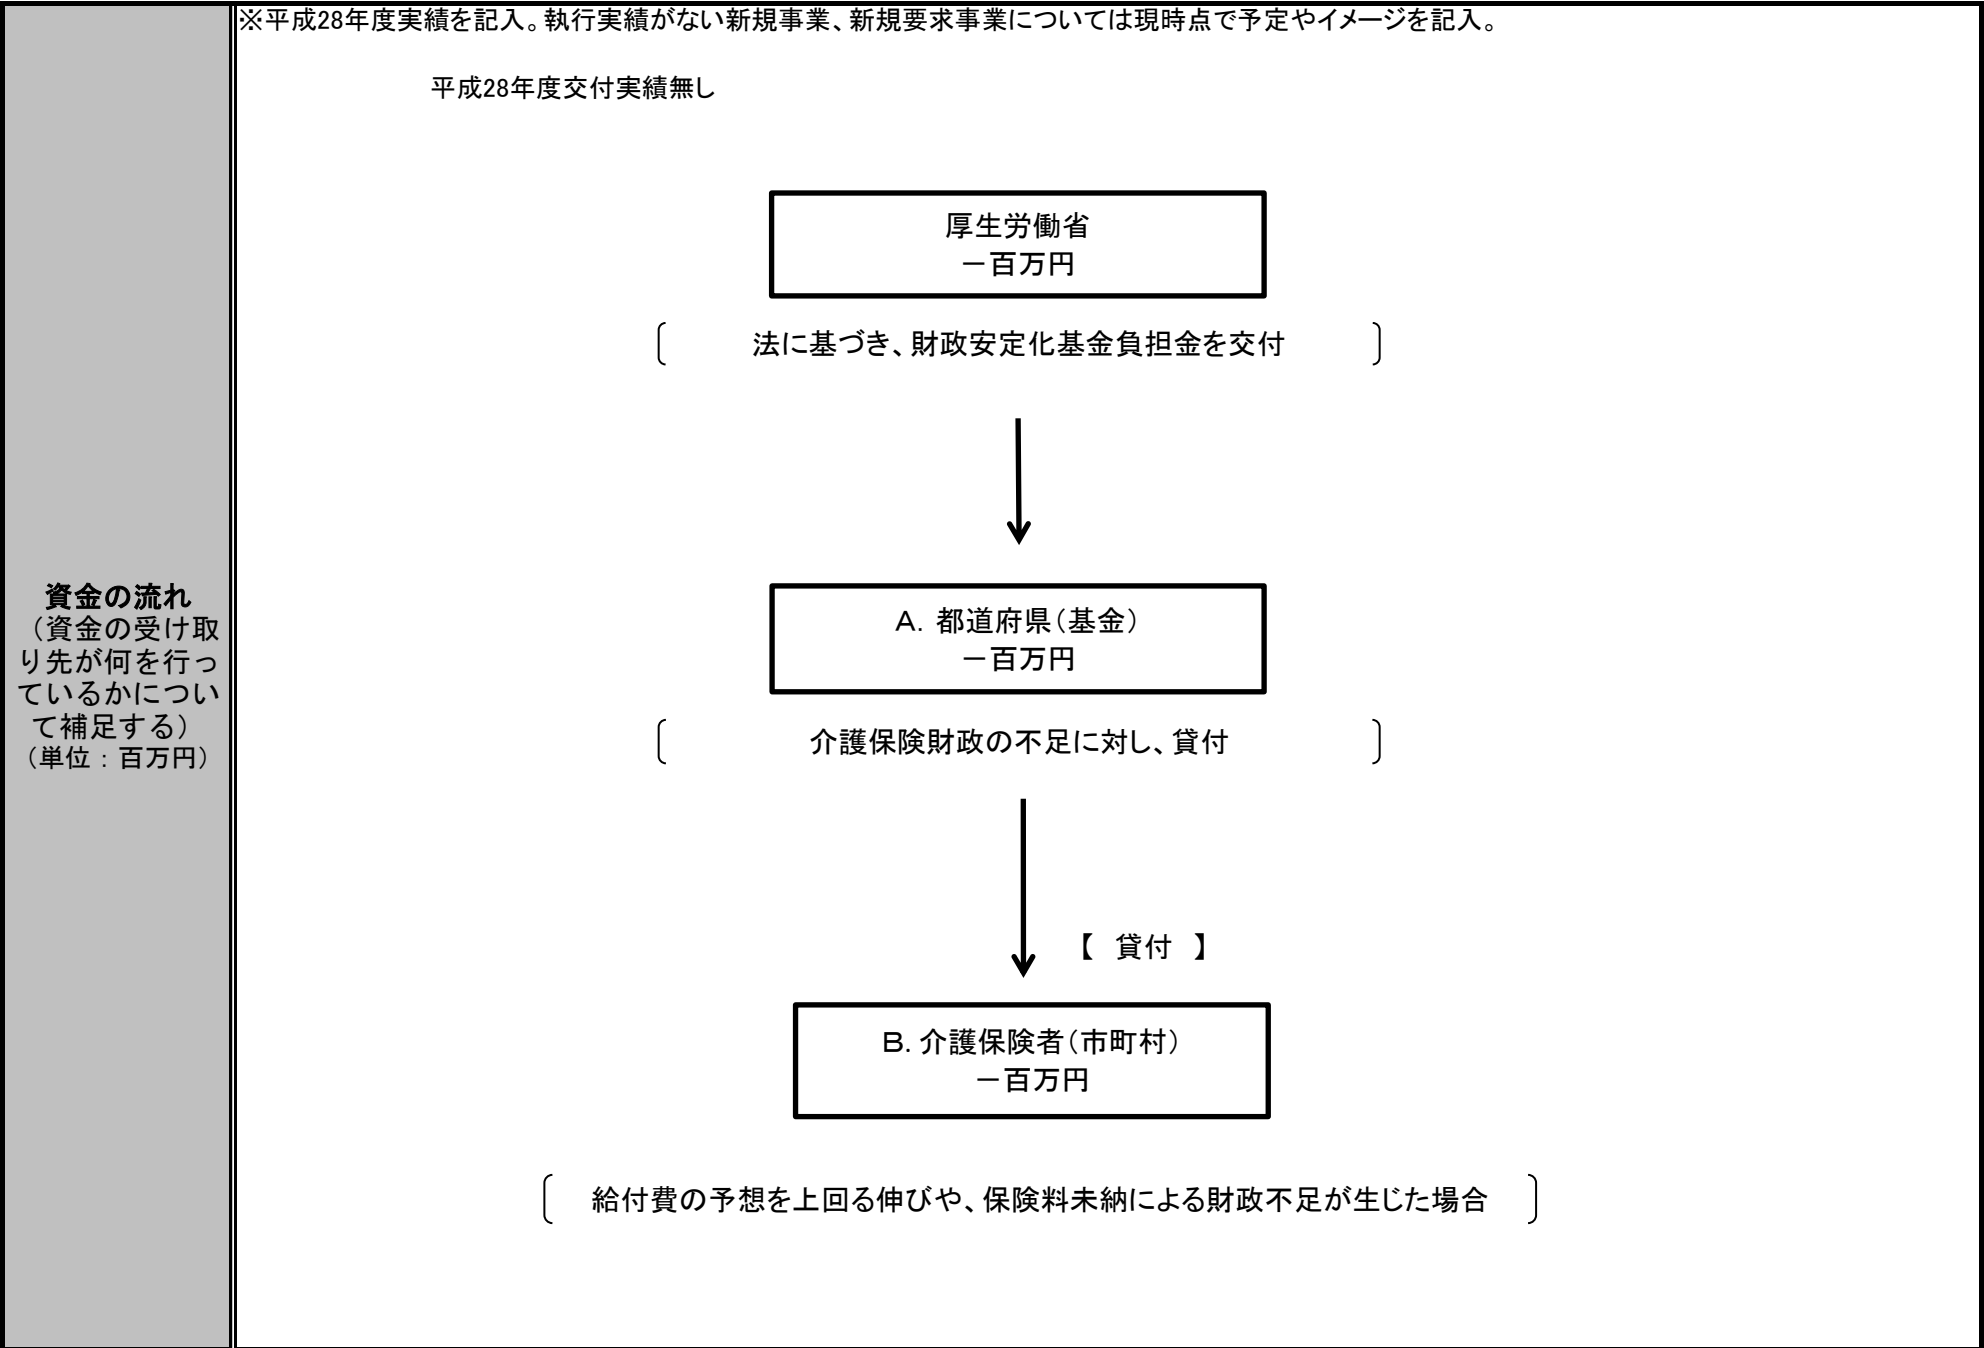 ※平成28年度実績を記入。執行実績がない新規事業、新規要求事業については現時点で予定やイメージを記入。
平成28年度交付実績無し
厚生労働省
－百万円
法に基づき、財政安定化基金負担金を交付
資金の流れ
（資金の受け取
り先が何を行っ
ているかについ
て補足する）
（単位：百万円）
A．都道府県（基金）
－百万円
介護保険財政の不足に対し、貸付
【　貸付　】
B．介護保険者（市町村）
－百万円
給付費の予想を上回る伸びや、保険料未納による財政不足が生じた場合